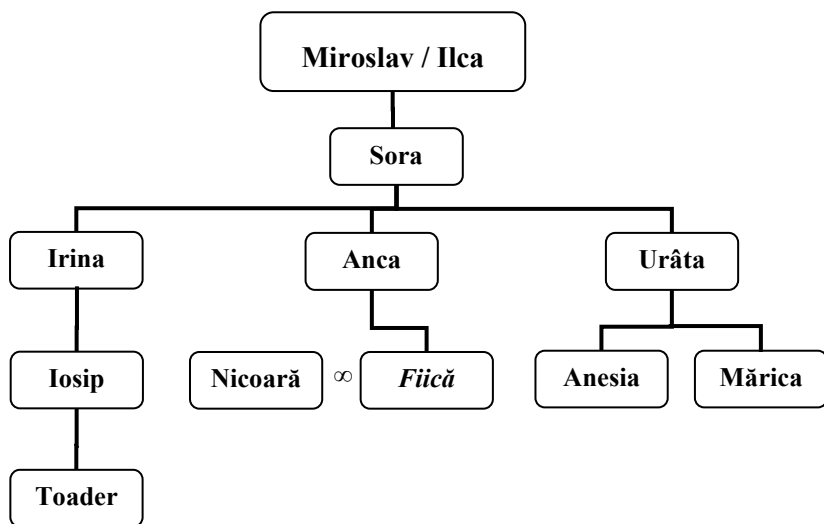 Miroslav / Ilca
Sora
Irina Anca Urâta
Iosip Nicoară ∞ Fiică Anesia Mărica
Toader